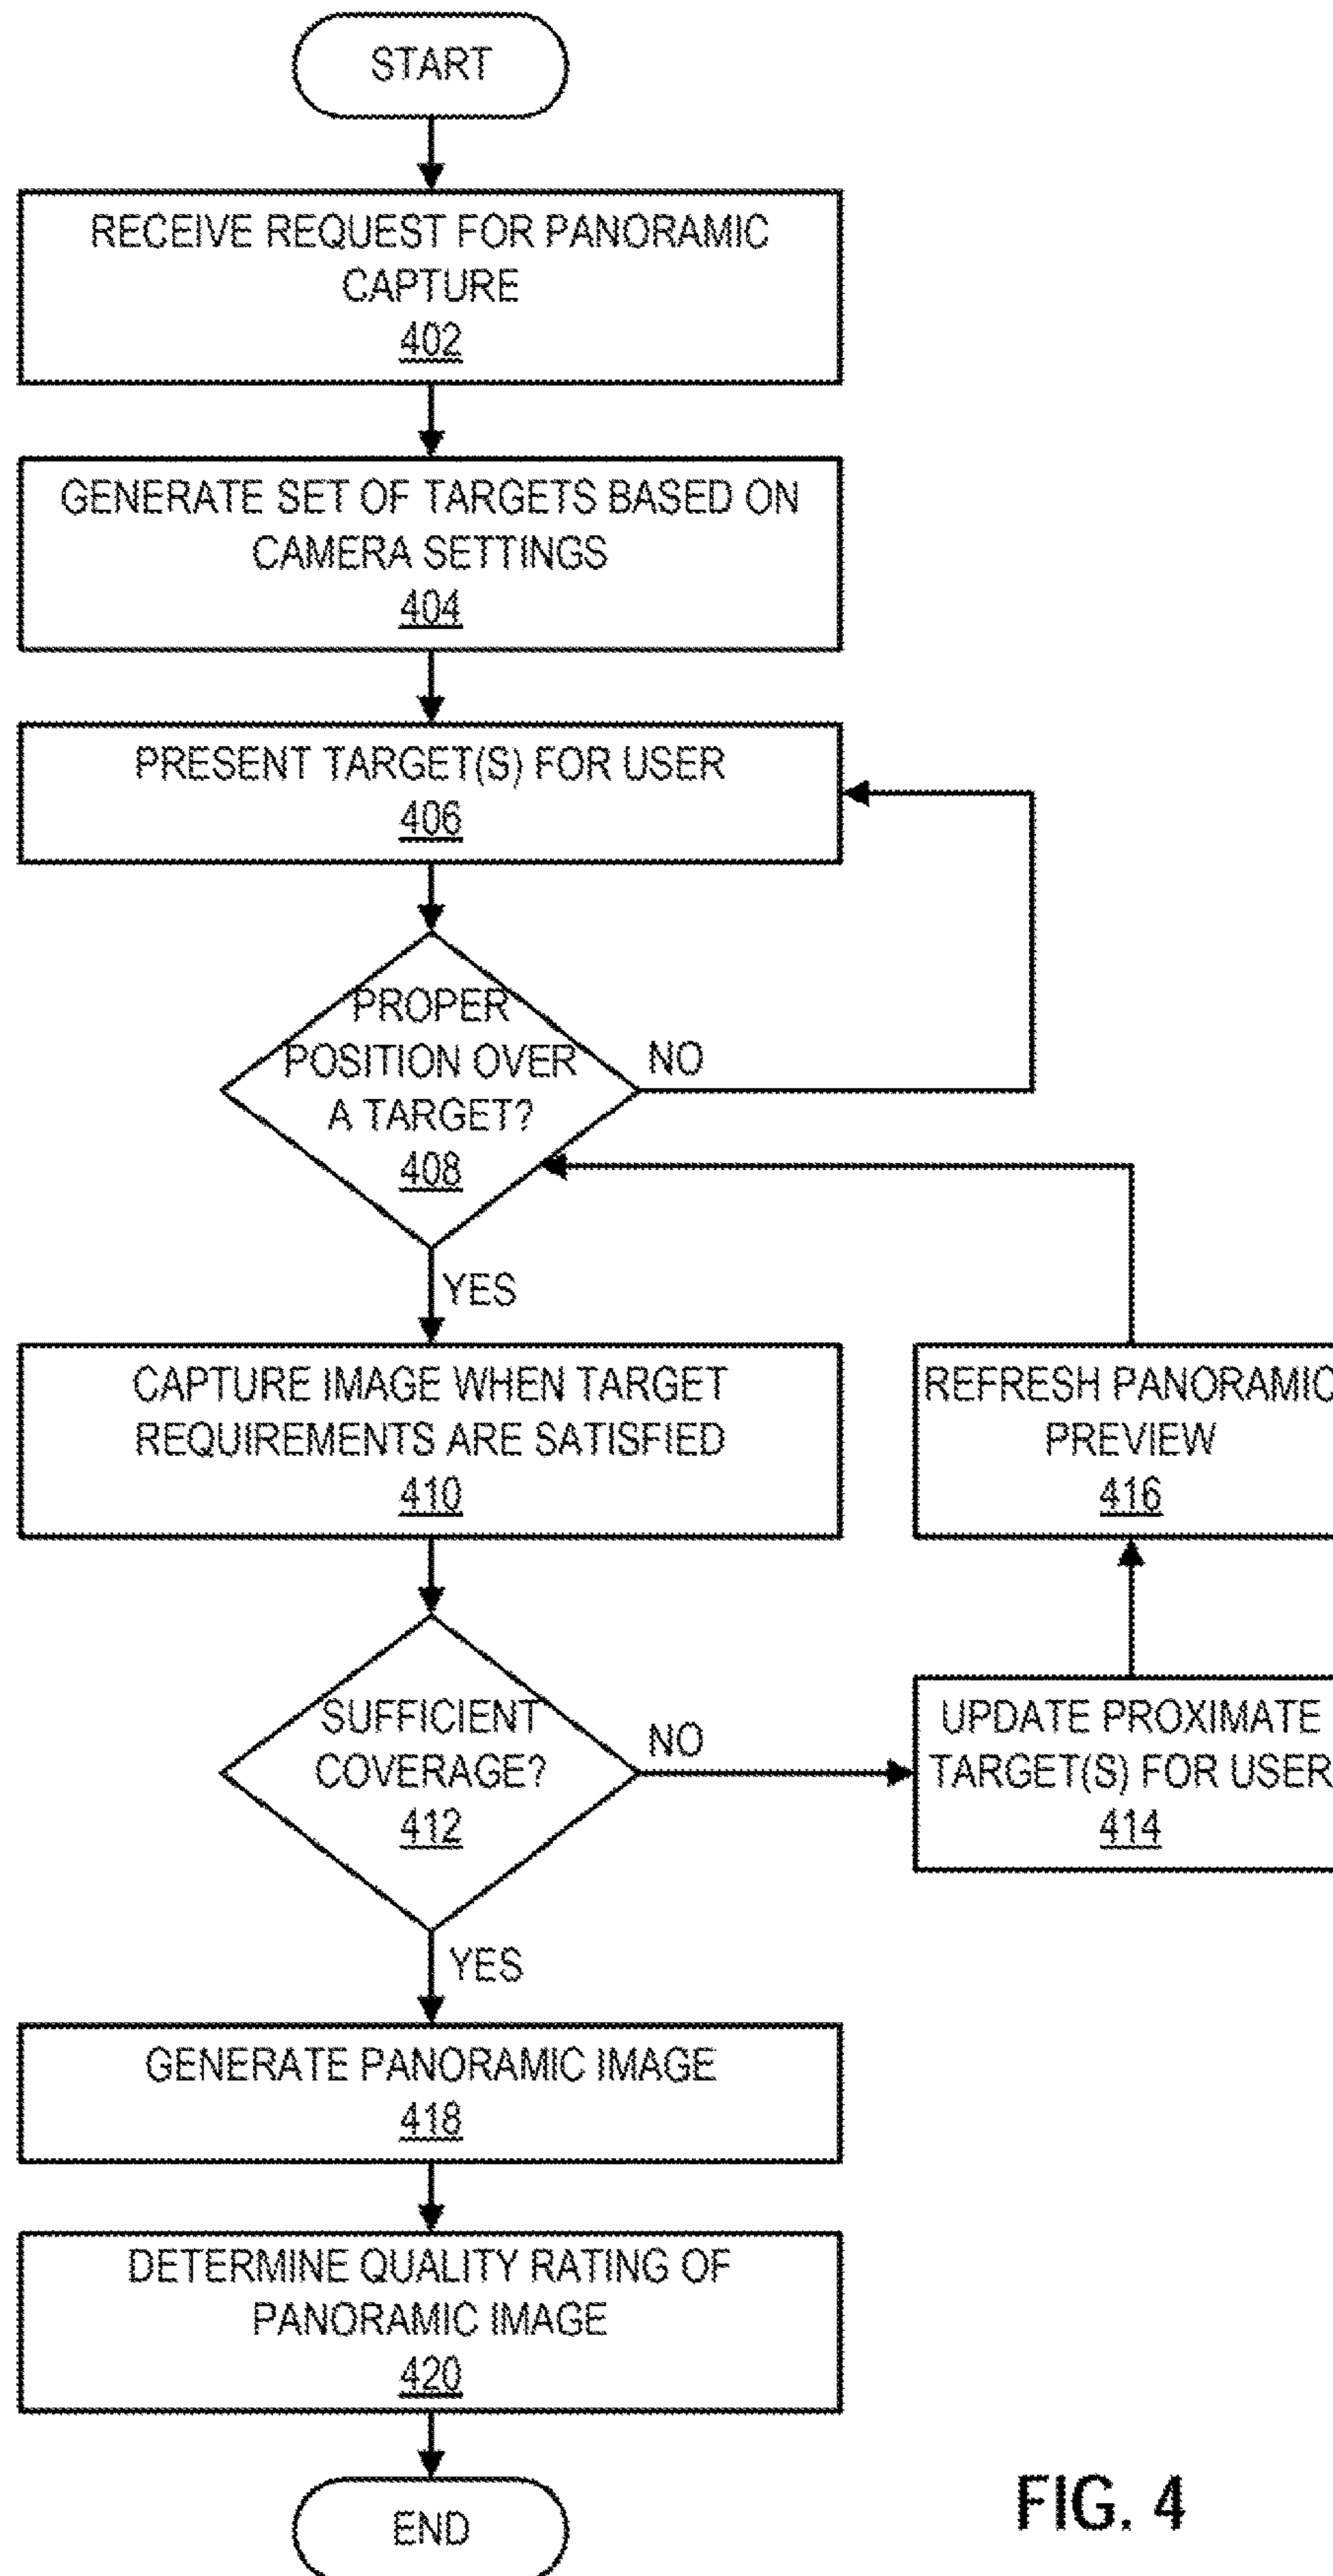 START
RECEIVE REQUEST FOR PANORAMIC
CAPTURE
402
GENERATE SET OF TARGETS BASED ON
CAMERA SETTINGS
404
PRESENT TARGET(S) FOR USER
406
PROPER
POSITION OVER
A TARGET?
408
NO
YES
CAPTURE IMAGE WHEN TARGET
REQUIREMENTS ARE SATISFIED
410
REFRESH PANORAMIC
PREVIEW
416
SUFFICIENT
COVERAGE?
412
NO
UPDATE PROXIMATE
TARGET(S) FOR USER
414
YES
GENERATE PANORAMIC IMAGE
418
DETERMINE QUALITY RATING OF
PANORAMIC IMAGE
420
END
FIG. 4